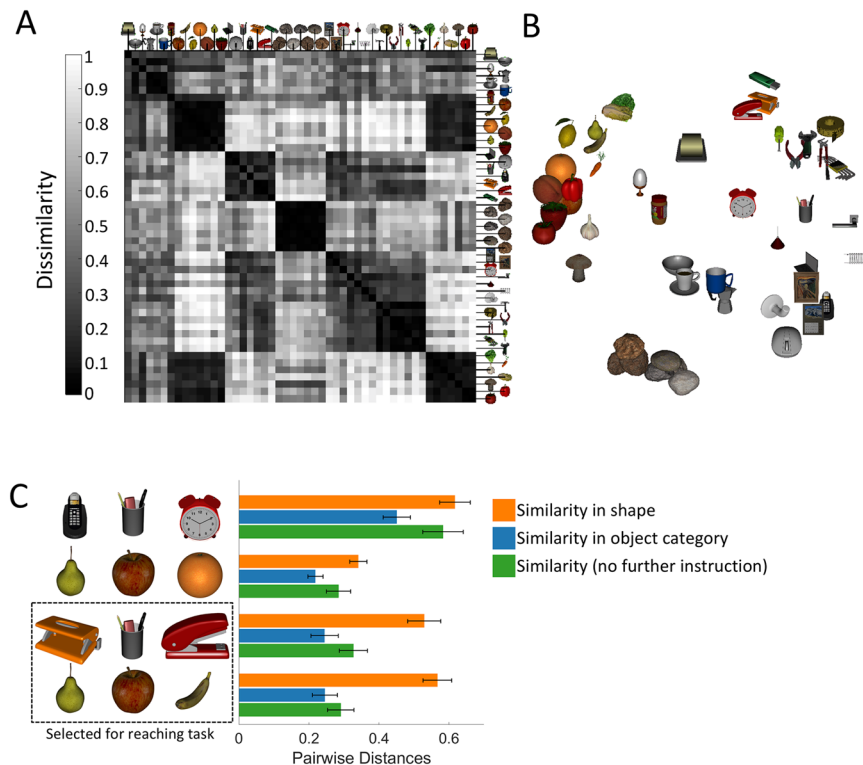 A
B
Dissimilarity
1
0.9
0.8
0.7
0.6
0.5
0.4
0.3
0.2
0.1
0
C
Similarity in shape
Similarity in object category
Similarity (no further instruction)
Selected for reaching task
0
0.2
0.4
0.6
Pairwise Distances